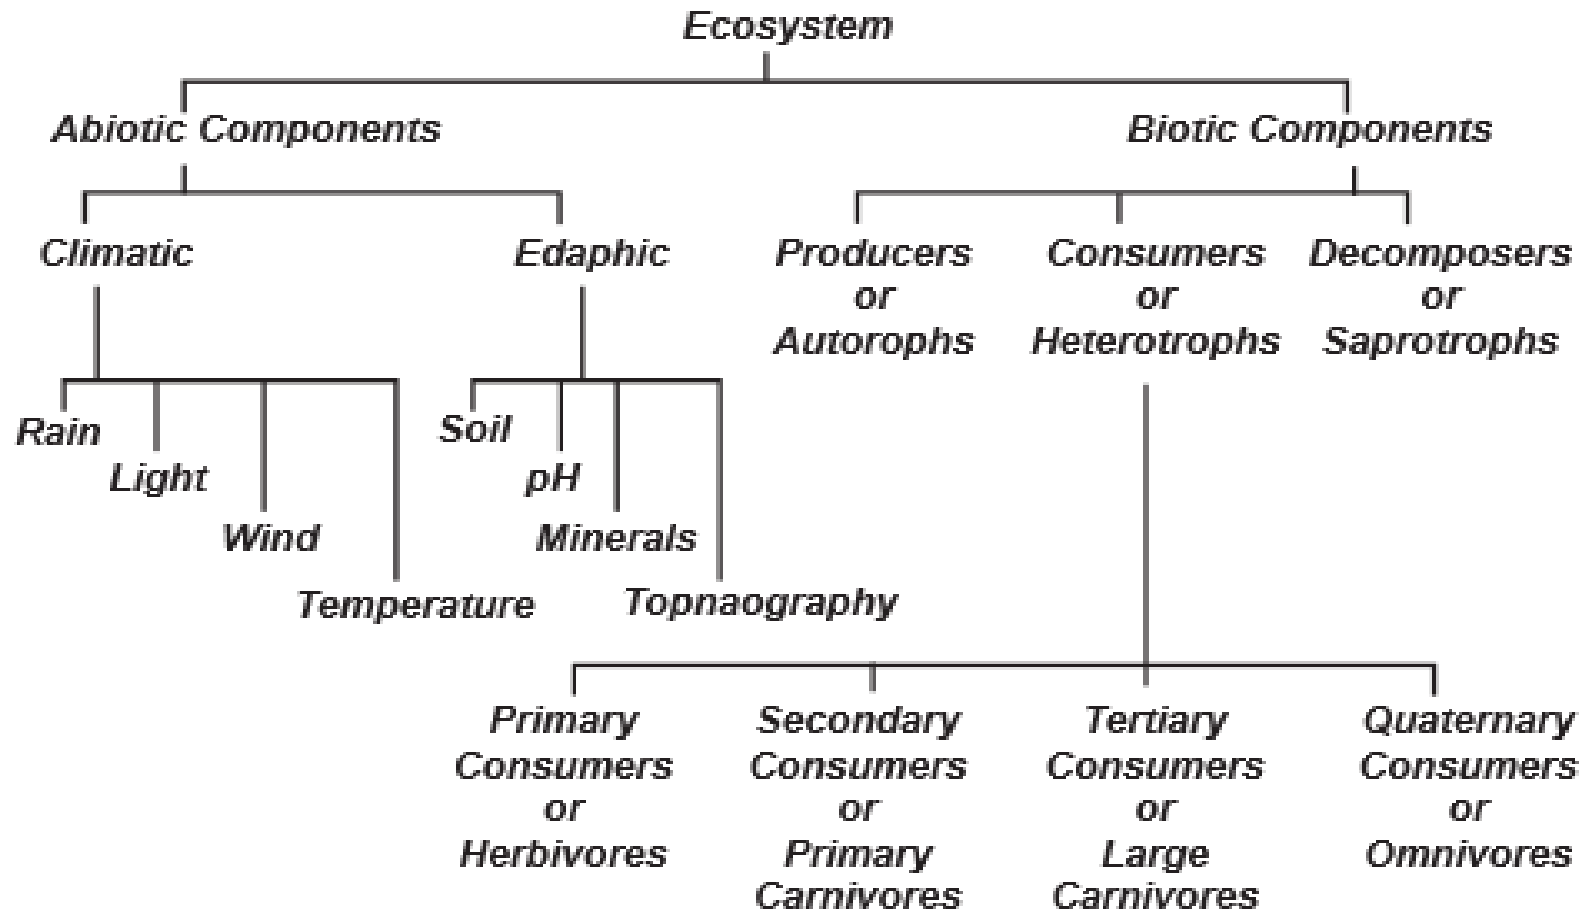 Ecosystem
Abiotic Components
Biotic Components
Climatic
Edaphic
Producers
or
Autorophs
Consumers
or
Heterotrophs
Decomposers
or
Saprotrophs
Rain
Light
Wind
Temperature
Soil
pH
Minerals
Topnaography
Primary
Consumers
or
Herbivores
Secondary
Consumers
or
Primary
Carnivores
Tertiary
Consumers
or
Large
Carnivores
Quaternary
Consumers
or
Omnivores